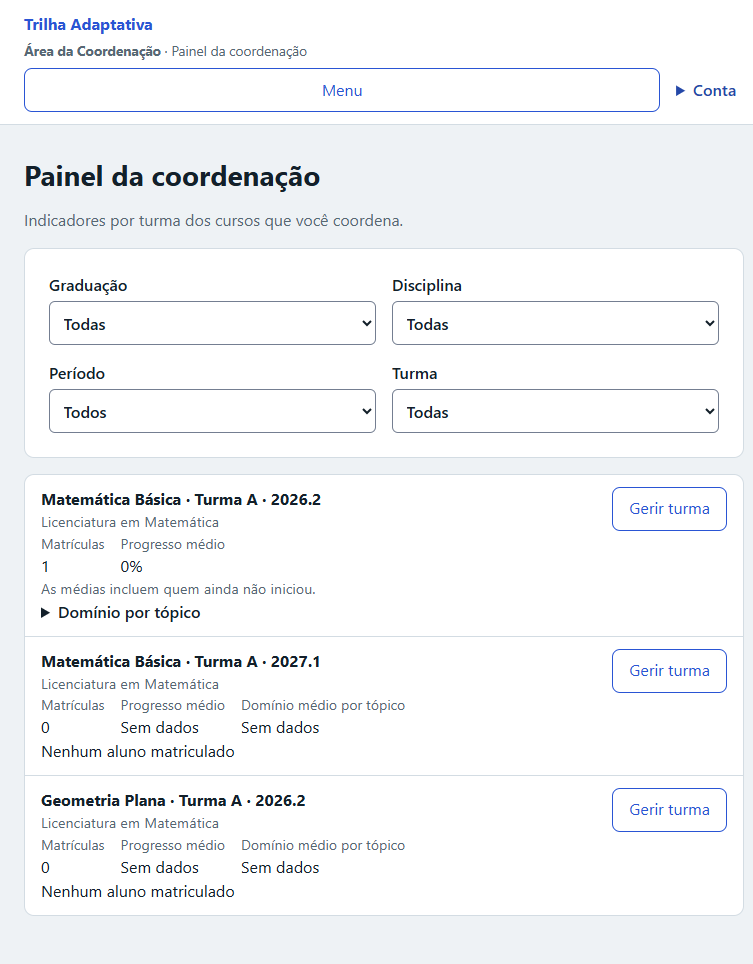 Trilha Adaptativa
Área da Coordenação · Painel da coordenação
Menu
Conta
Painel da coordenação
Indicadores por turma dos cursos que você coordena.
Graduação
Todas
Disciplina
Todas
Período
Todos
Turma
Todas
Matemática Básica · Turma A · 2026.2
Gerir turma
Licenciatura em Matemática
Matrículas Progresso médio
1 0%
As médias incluem quem ainda não iniciou.
Domínio por tópico
Matemática Básica · Turma A · 2027.1
Gerir turma
Licenciatura em Matemática
Matrículas Progresso médio Domínio médio por tópico
0 Sem dados Sem dados
Nenhum aluno matriculado
Geometria Plana · Turma A · 2026.2
Gerir turma
Licenciatura em Matemática
Matrículas Progresso médio Domínio médio por tópico
0 Sem dados Sem dados
Nenhum aluno matriculado